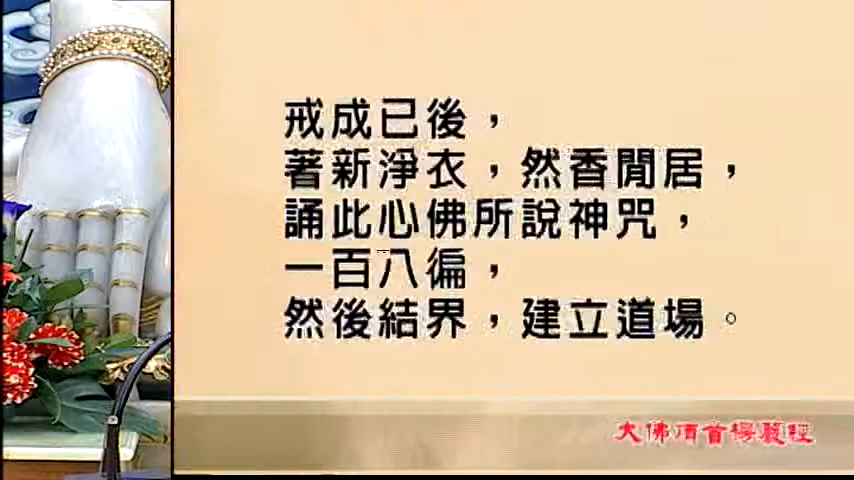 戒成已後，
著新淨衣，然香閒居，
誦此心佛所說神咒，
一百八徧，
然後結界，建立道場。
大佛頂首楞嚴經